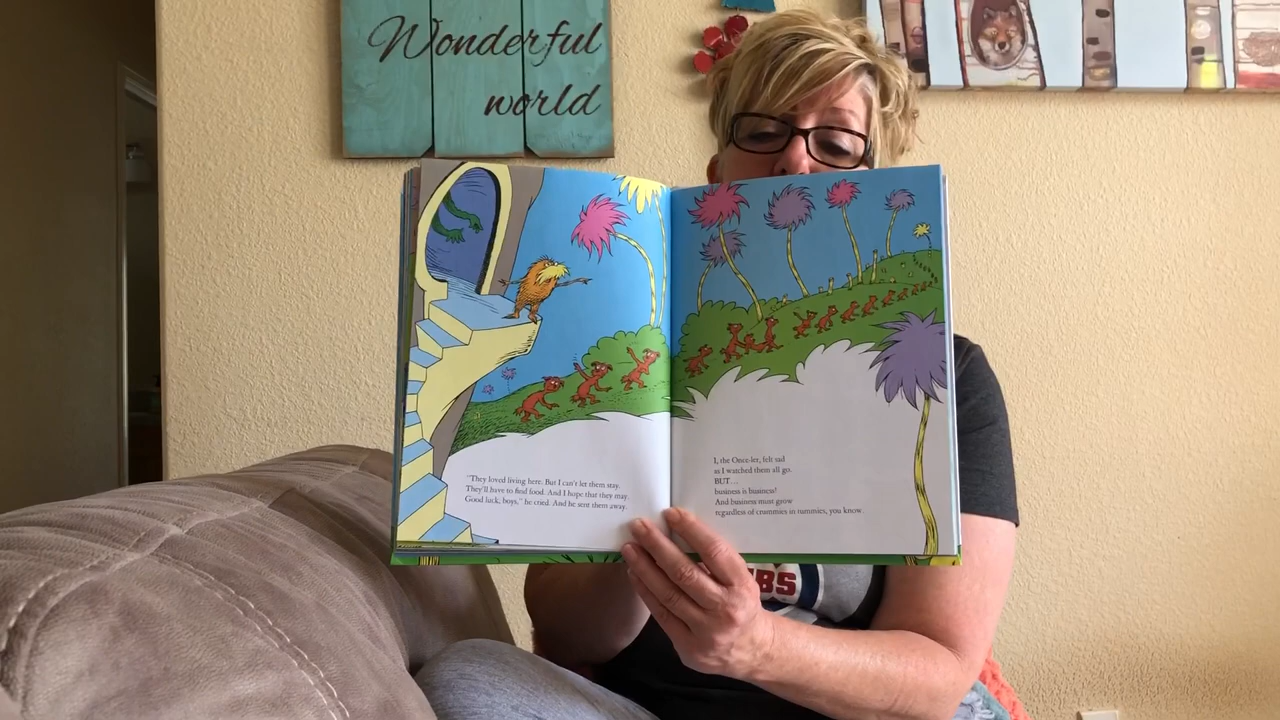 Wonderful
world
"They loved living here. But I can't let them stay.
They'll have to find food. And I hope that they may.
Good luck, boys," he cried. And he sent them away.
I, the Once-ler, felt sad
as I watched them all go.
BUT...
business is business!
And business must grow
regardless of crummies in tummies, you know.